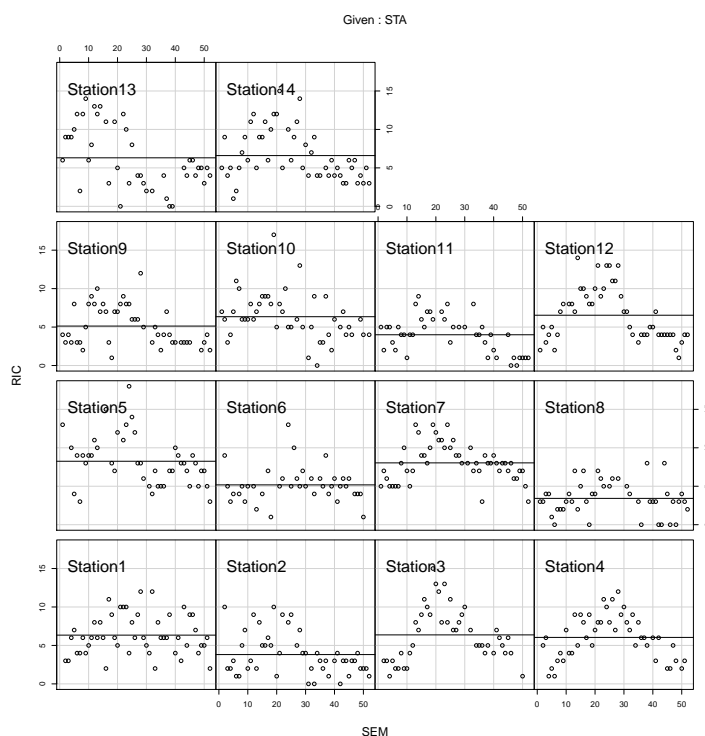 Given : STA
0 10 20 30 40 50
Station13
Station14
15
10
5
0
0 10 20 30 40 50
Station9
Station10
Station11
Station12
15
10
5
0
RIC
Station5
Station6
Station7
Station8
Station1
Station2
Station3
Station4
15
10
5
0
0 10 20 30 40 50
0 10 20 30 40 50
SEM